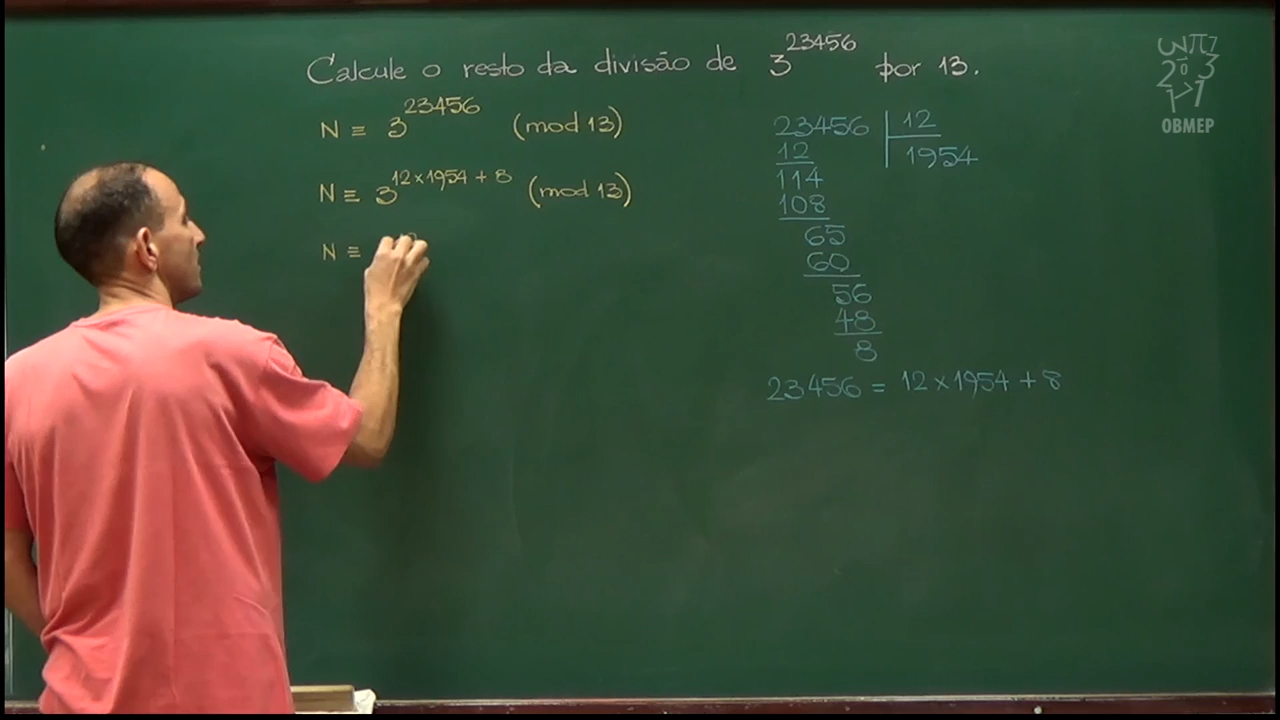 Calcule o resto da divisão de 3^23456 por 13.
N ≡ 3^23456 (mod 13)
N ≡ 3^12×1954 + 8 (mod 13)
N ≡
23456 | 12
12 1954
114
108
65
60
56
48
8
23456 = 12×1954 + 8
OBMEP